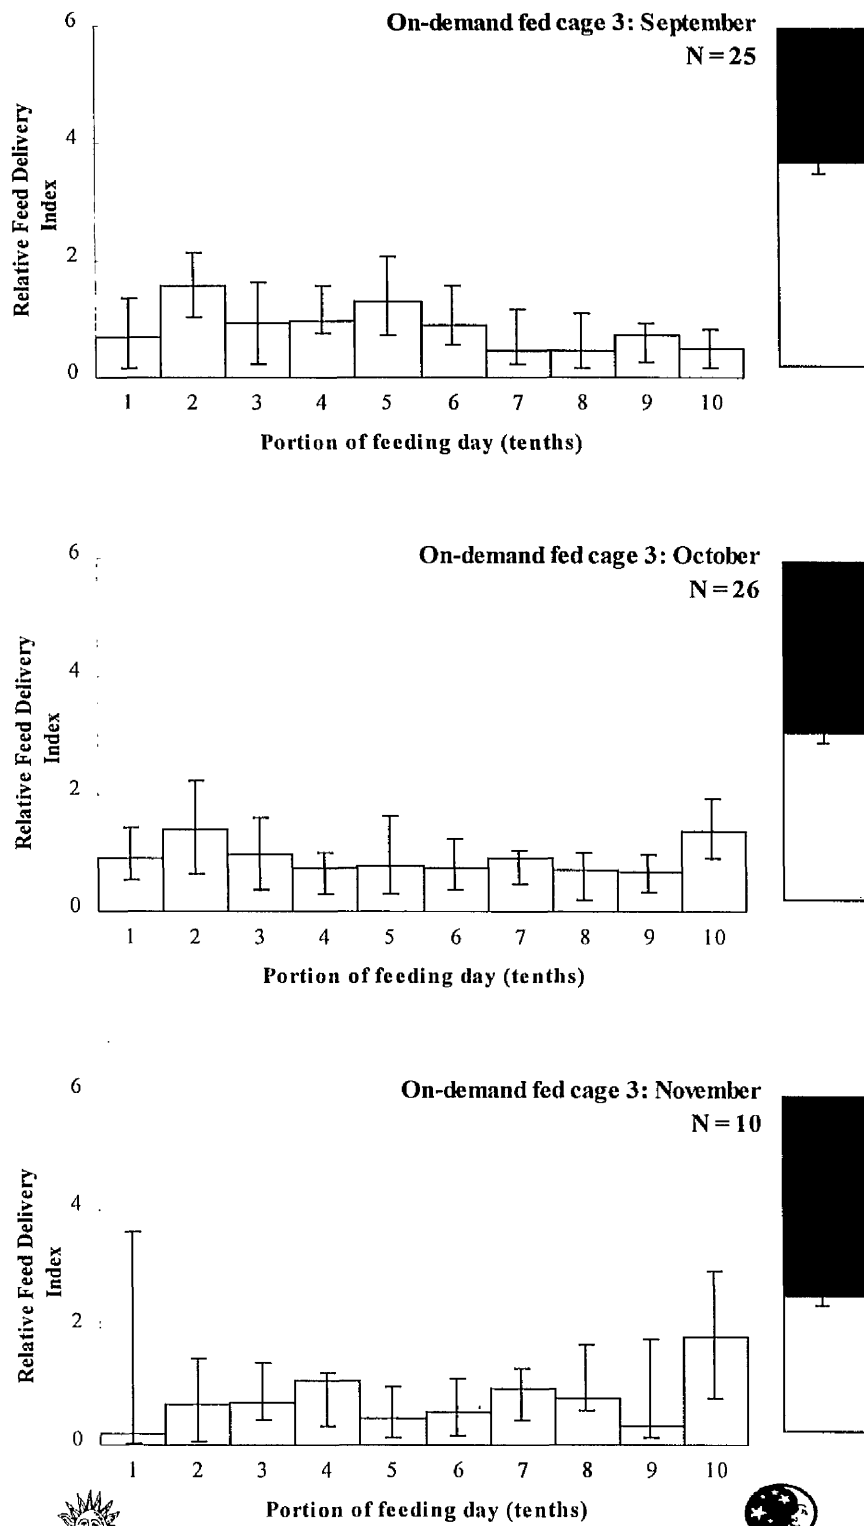 On-demand fed cage 3: September
N = 25
Relative Feed Delivery
Index
6
4
2
0
1 2 3 4 5 6 7 8 9 10
Portion of feeding day (tenths)
On-demand fed cage 3: October
N = 26
Relative Feed Delivery
Index
6
4
2
0
1 2 3 4 5 6 7 8 9 10
Portion of feeding day (tenths)
On-demand fed cage 3: November
N = 10
Relative Feed Delivery
Index
6
4
2
0
1 2 3 4 5 6 7 8 9 10
Portion of feeding day (tenths)